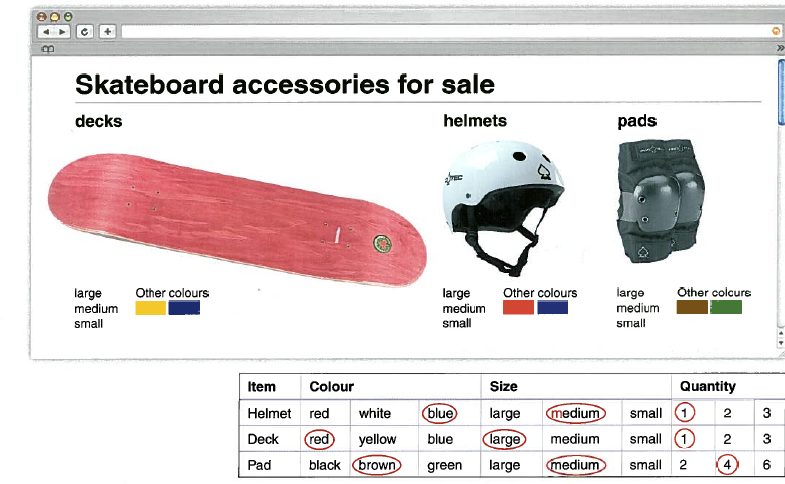 Skateboard accessories for sale
decks helmets pads
large Other colours large Other colours large Other colours
medium medium medium
small small small
Item Colour Size Quantity
Helmet red white blue large medium small 1 2 3
Deck red yellow blue large medium small 1 2 3
Pad black brown green large medium small 2 4 6